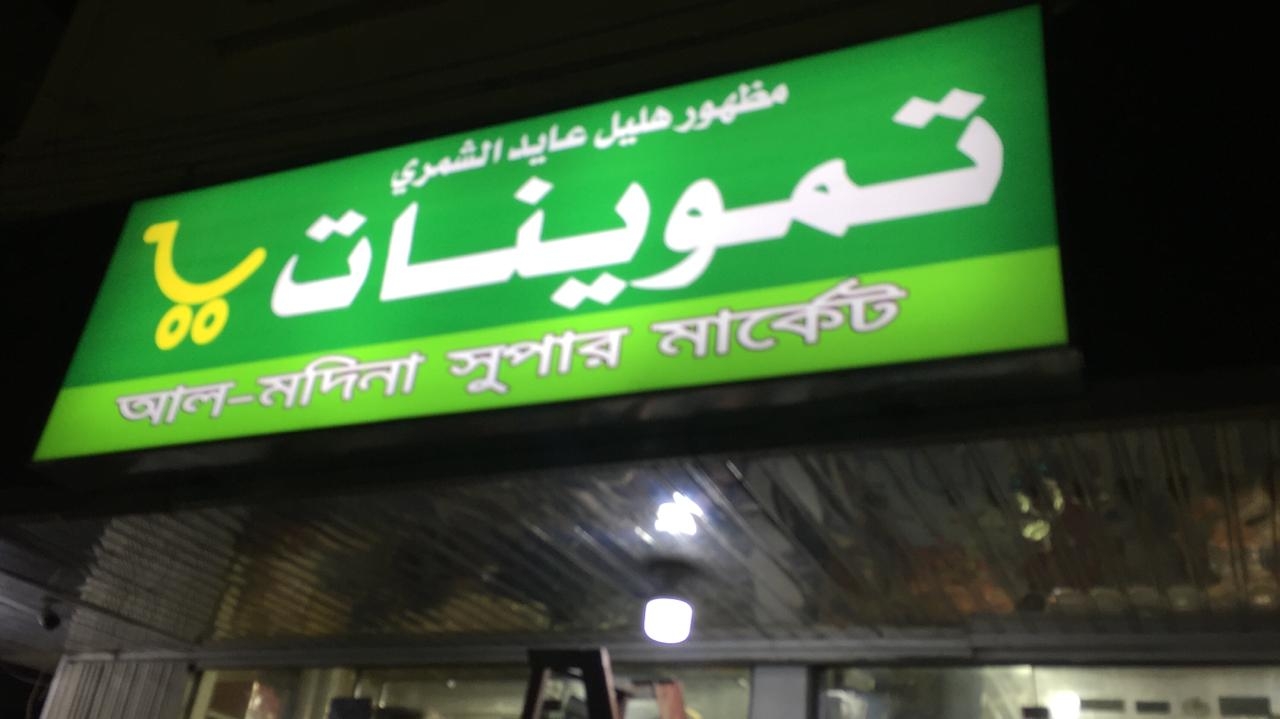 مظهور هليل عايد الشمري
تموينات
আল-মদিনা সুপার মার্কেট